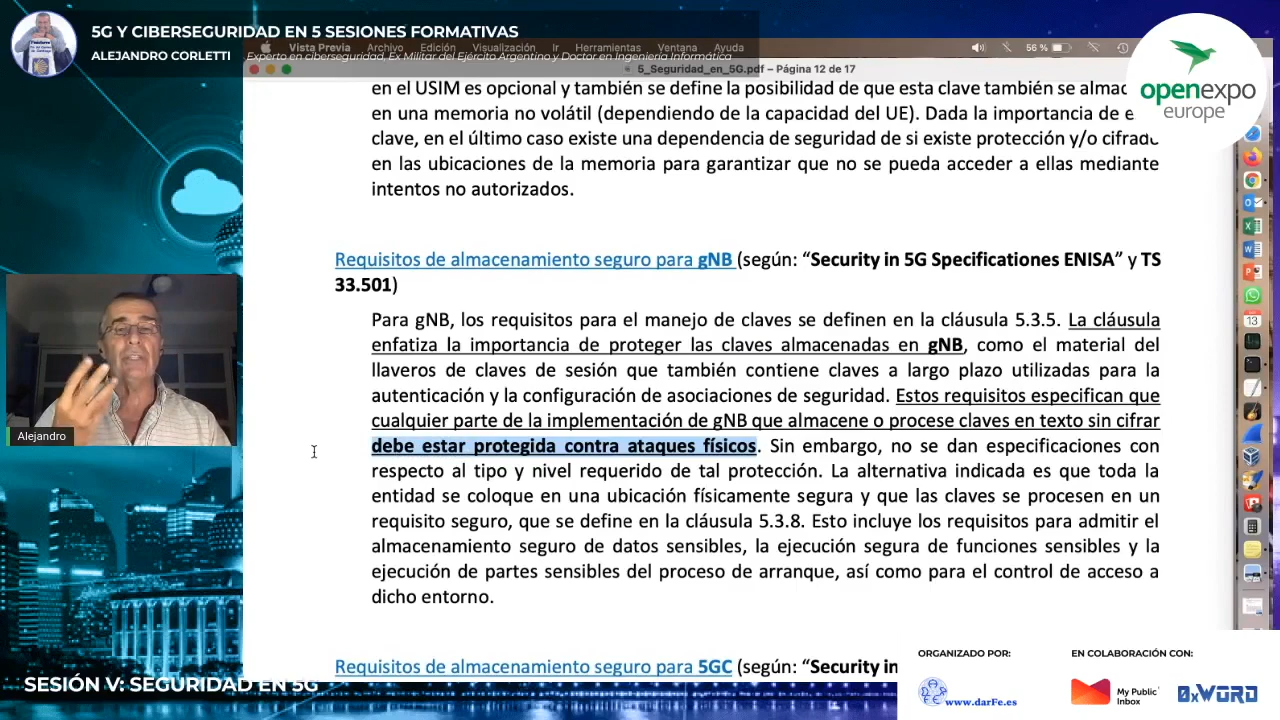 5G Y CIBERSEGURIDAD EN 5 SESIONES FORMATIVAS
ALEJANDRO CORLETTI Experto en ciberseguridad, Ex Militar del Ejército Argentino y Doctor en Ingeniería Informática
Vista Previa Archivo Edición Visualización Ir Herramientas Ventana Ayuda
56 %
5_Seguridad_en_5G.pdf – Página 12 de 17
openexpo
europe
en el USIM es opcional y también se define la posibilidad de que esta clave también se almac
en una memoria no volátil (dependiendo de la capacidad del UE). Dada la importancia de e
clave, en el último caso existe una dependencia de seguridad de si existe protección y/o cifrado
en las ubicaciones de la memoria para garantizar que no se pueda acceder a ellas mediante
intentos no autorizados.
Requisitos de almacenamiento seguro para gNB (según: “Security in 5G Specificationes ENISA” y TS
33.501)
Para gNB, los requisitos para el manejo de claves se definen en la cláusula 5.3.5. La cláusula
enfatiza la importancia de proteger las claves almacenadas en gNB, como el material del
llaveros de claves de sesión que también contiene claves a largo plazo utilizadas para la
autenticación y la configuración de asociaciones de seguridad. Estos requisitos especifican que
cualquier parte de la implementación de gNB que almacene o procese claves en texto sin cifrar
debe estar protegida contra ataques físicos. Sin embargo, no se dan especificaciones con
respecto al tipo y nivel requerido de tal protección. La alternativa indicada es que toda la
entidad se coloque en una ubicación físicamente segura y que las claves se procesen en un
requisito seguro, que se define en la cláusula 5.3.8. Esto incluye los requisitos para admitir el
almacenamiento seguro de datos sensibles, la ejecución segura de funciones sensibles y la
ejecución de partes sensibles del proceso de arranque, así como para el control de acceso a
dicho entorno.
Requisitos de almacenamiento seguro para 5GC (según: “Security in
Alejandro
13
SESIÓN V: SEGURIDAD EN 5G
ORGANIZADO POR:
www.darFe.es
EN COLABORACIÓN CON:
My Public
Inbox
0xWORD